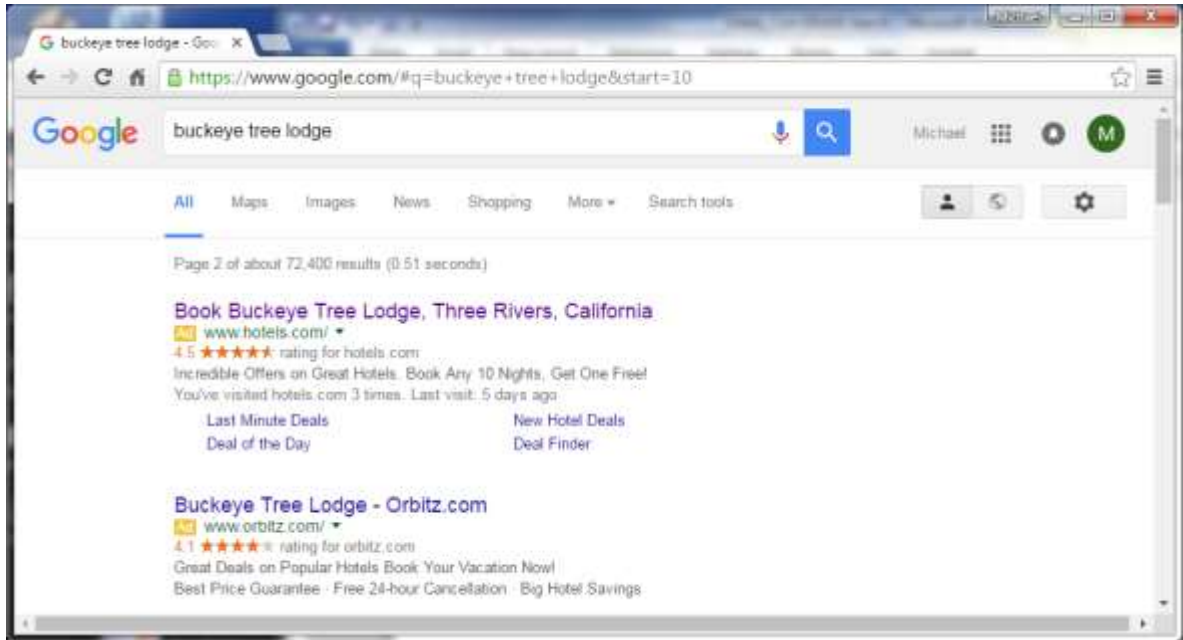 buckeye tree lodge - Goo
https://www.google.com/#q=buckeye+tree+lodge&start=10
Google
buckeye tree lodge
Michael
M
All Maps Images News Shopping More Search tools
Page 2 of about 72,400 results (0.51 seconds)
Book Buckeye Tree Lodge, Three Rivers, California
Ad www.hotels.com/
4.5 rating for hotels.com
Incredible Offers on Great Hotels. Book Any 10 Nights, Get One Free!
You've visited hotels.com 3 times. Last visit: 5 days ago
Last Minute Deals New Hotel Deals
Deal of the Day Deal Finder
Buckeye Tree Lodge - Orbitz.com
Ad www.orbitz.com/
4.1 rating for orbitz.com
Great Deals on Popular Hotels Book Your Vacation Now!
Best Price Guarantee · Free 24-hour Cancellation · Big Hotel Savings